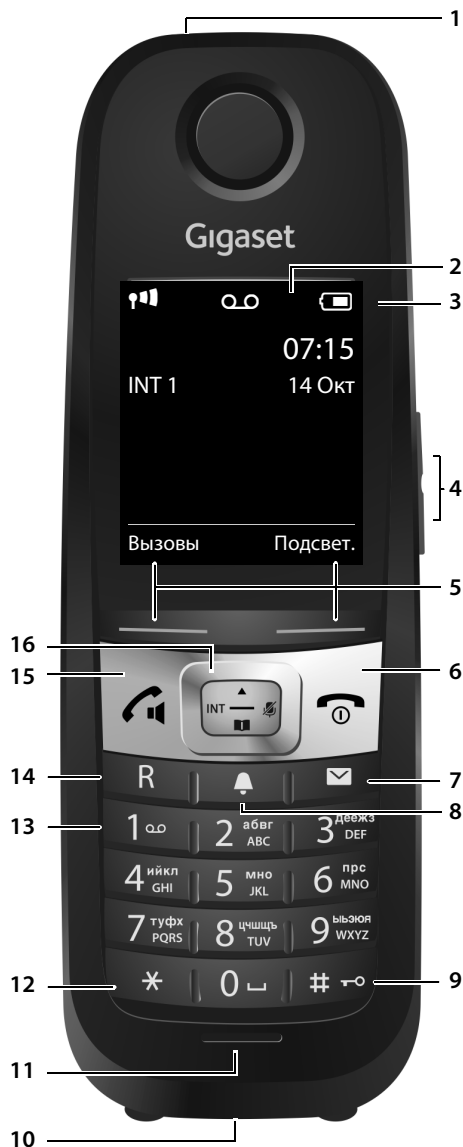 1
Gigaset
2
3
07:15
INT 1 14 Окт
4
Вызовы Подсвет.
5
16
15 6
INT
14 R 7
8
13 1 2 абвг ABC 3 деежз DEF
4 ийкл GHI 5 мно JKL 6 прс MNO
7 туфх PQRS 8 цчшщъ TUV 9 ыьэюя WXYZ
12 * 0 # 9
11
10